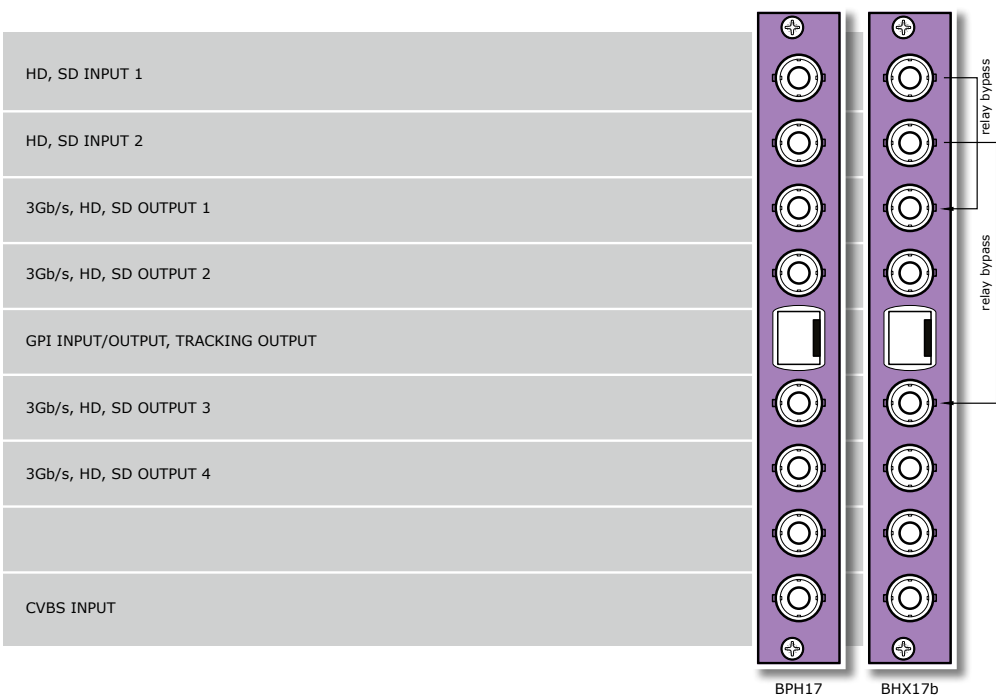 HD, SD INPUT 1
HD, SD INPUT 2
3Gb/s, HD, SD OUTPUT 1
3Gb/s, HD, SD OUTPUT 2
GPI INPUT/OUTPUT, TRACKING OUTPUT
3Gb/s, HD, SD OUTPUT 3
3Gb/s, HD, SD OUTPUT 4
CVBS INPUT
relay bypass
relay bypass
BPH17
BHX17b